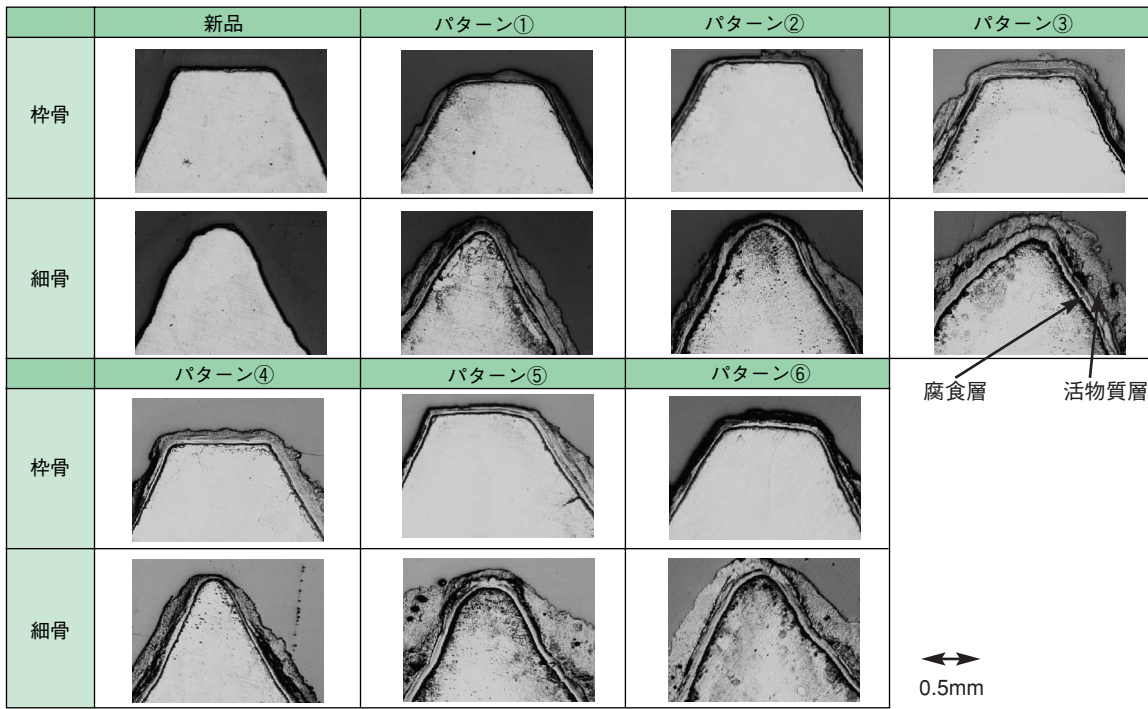 新品 パターン① パターン② パターン③
枠骨
細骨
腐食層 活物質層
パターン④ パターン⑤ パターン⑥
枠骨
細骨
0.5mm